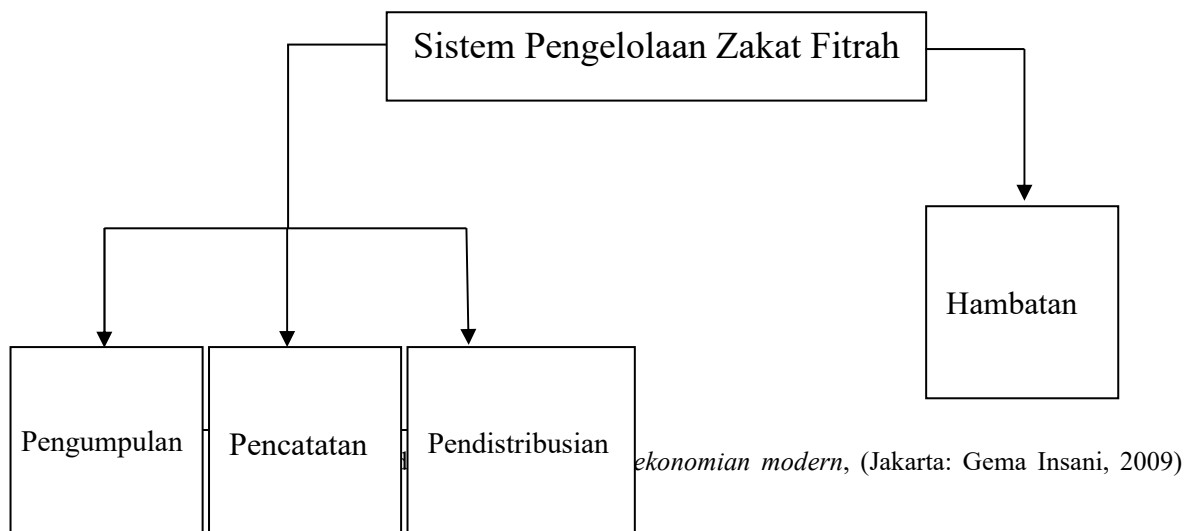 Sistem Pengelolaan Zakat Fitrah
Hambatan
Pengumpulan
Pencatatan
Pendistribusian
ekonomian modern, (Jakarta: Gema Insani, 2009)